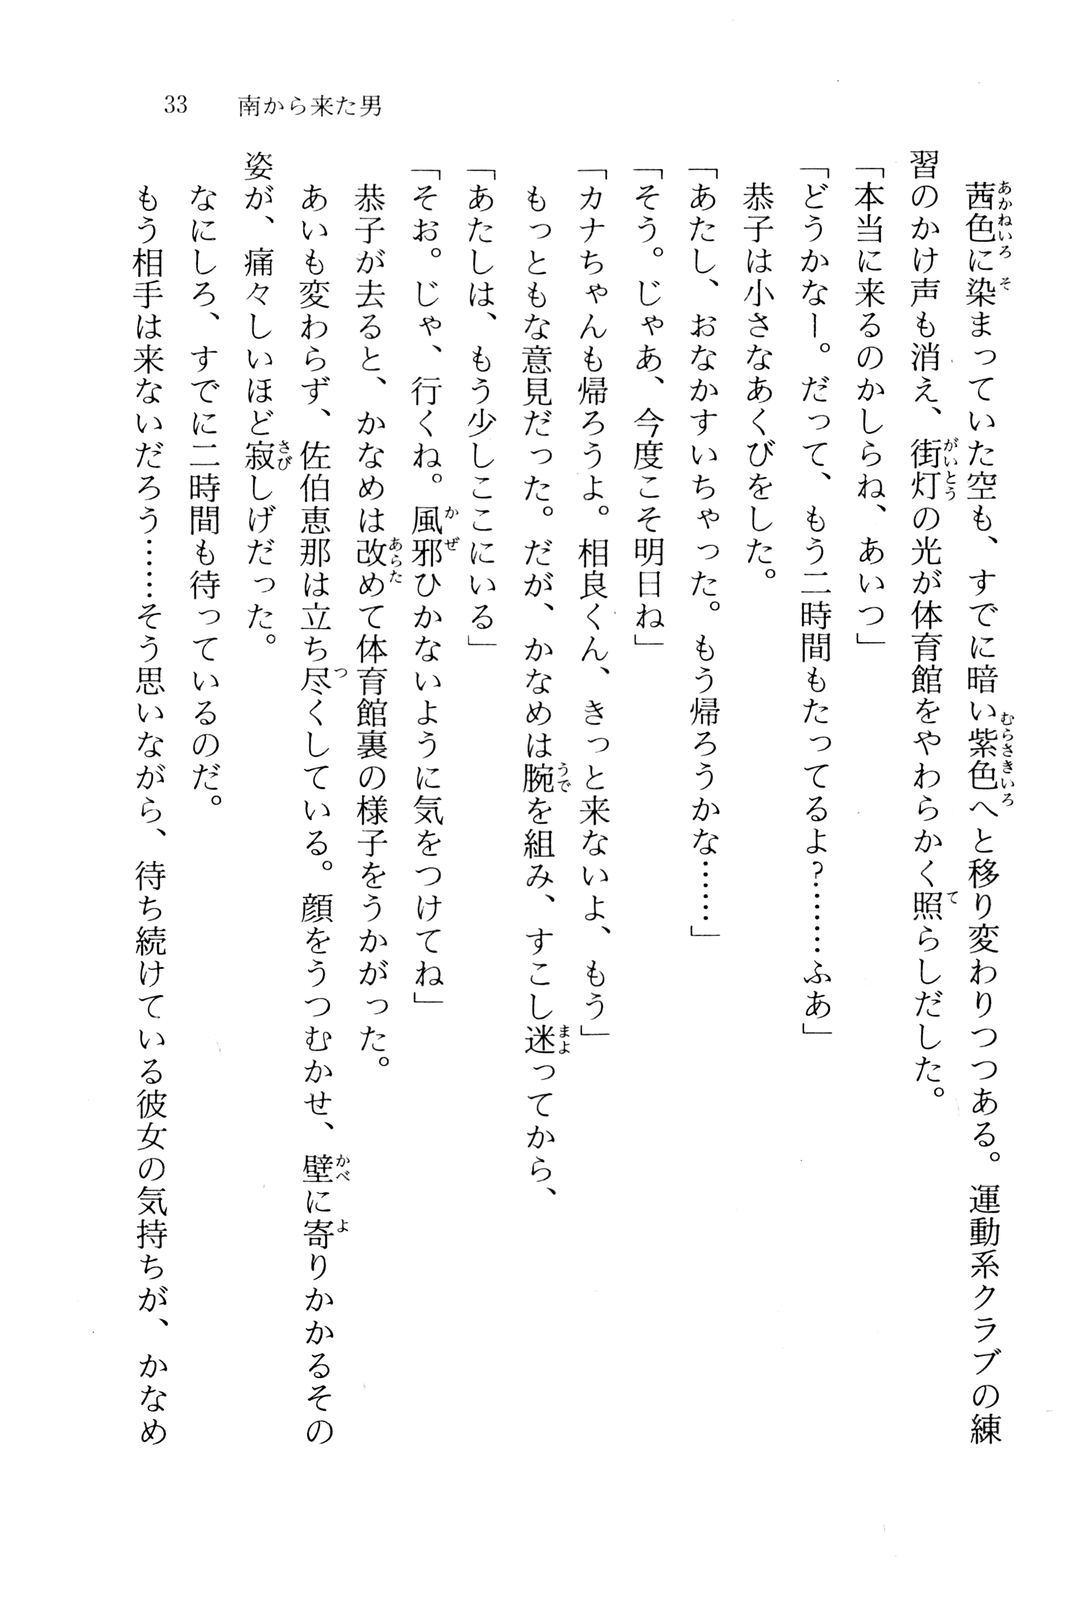 33　南から来た男
茜色に染まっていた空も、すでに暗い紫色へと移り変わりつつある。運動系クラブの練
習のかけ声も消え、街灯の光が体育館をやわらかく照らしだした。
「本当に来るのかしらね、あいつ」
「どうかなー。だって、もう二時間もたってるよ？……ふあ」
恭子は小さなあくびをした。
「あたし、おなかすいちゃった。もう帰ろうかな……」
「そう。じゃあ、今度こそ明日ね」
「カナちゃんも帰ろうよ。相良くん、きっと来ないよ、もう」
もっともな意見だった。だが、かなめは腕を組み、すこし迷ってから、
「あたしは、もう少しここにいる」
「そお。じゃ、行くね。風邪ひかないように気をつけてね」
恭子が去ると、かなめは改めて体育館裏の様子をうかがった。
あいも変わらず、佐伯恵那は立ち尽くしている。顔をうつむかせ、壁に寄りかかるその
姿が、痛々しいほど寂しげだった。
なにしろ、すでに二時間も待っているのだ。
もう相手は来ないだろう……そう思いながら、待ち続けている彼女の気持ちが、かなめ